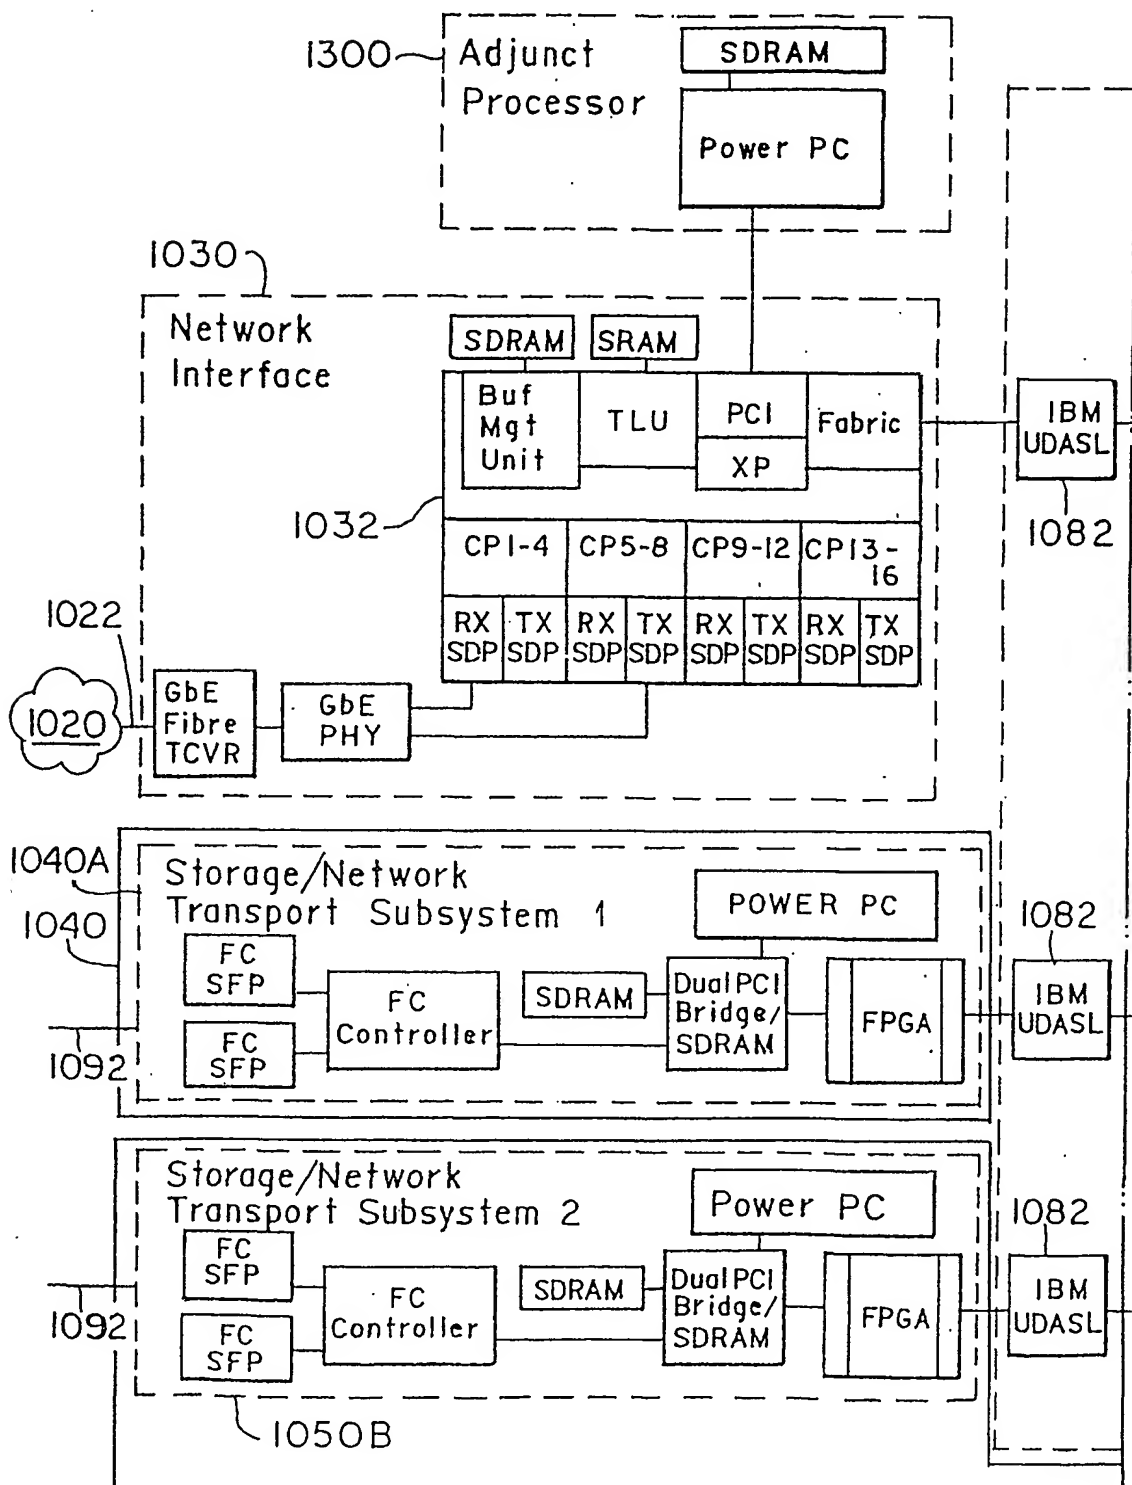 1300
Adjunct
Processor
SDRAM
Power PC
1030
Network
Interface
SDRAM
SRAM
Buf
Mgt
Unit
TLU
PCI
XP
Fabric
IBM
UDASL
1082
1032
CP1-4
CP5-8
CP9-12
CP13-
16
RX
SDP
TX
SDP
RX
SDP
TX
SDP
RX
SDP
TX
SDP
RX
SDP
TX
SDP
1022
1020
GbE
Fibre
TCVR
GbE
PHY
1040A
1040
Storage/Network
Transport Subsystem 1
POWER PC
FC
SFP
FC
SFP
FC
Controller
SDRAM
Dual PCI
Bridge/
SDRAM
FPGA
1082
IBM
UDASL
1092
Storage/Network
Transport Subsystem 2
Power PC
FC
SFP
FC
SFP
FC
Controller
SDRAM
Dual PCI
Bridge/
SDRAM
FPGA
1082
IBM
UDASL
1092
1050B